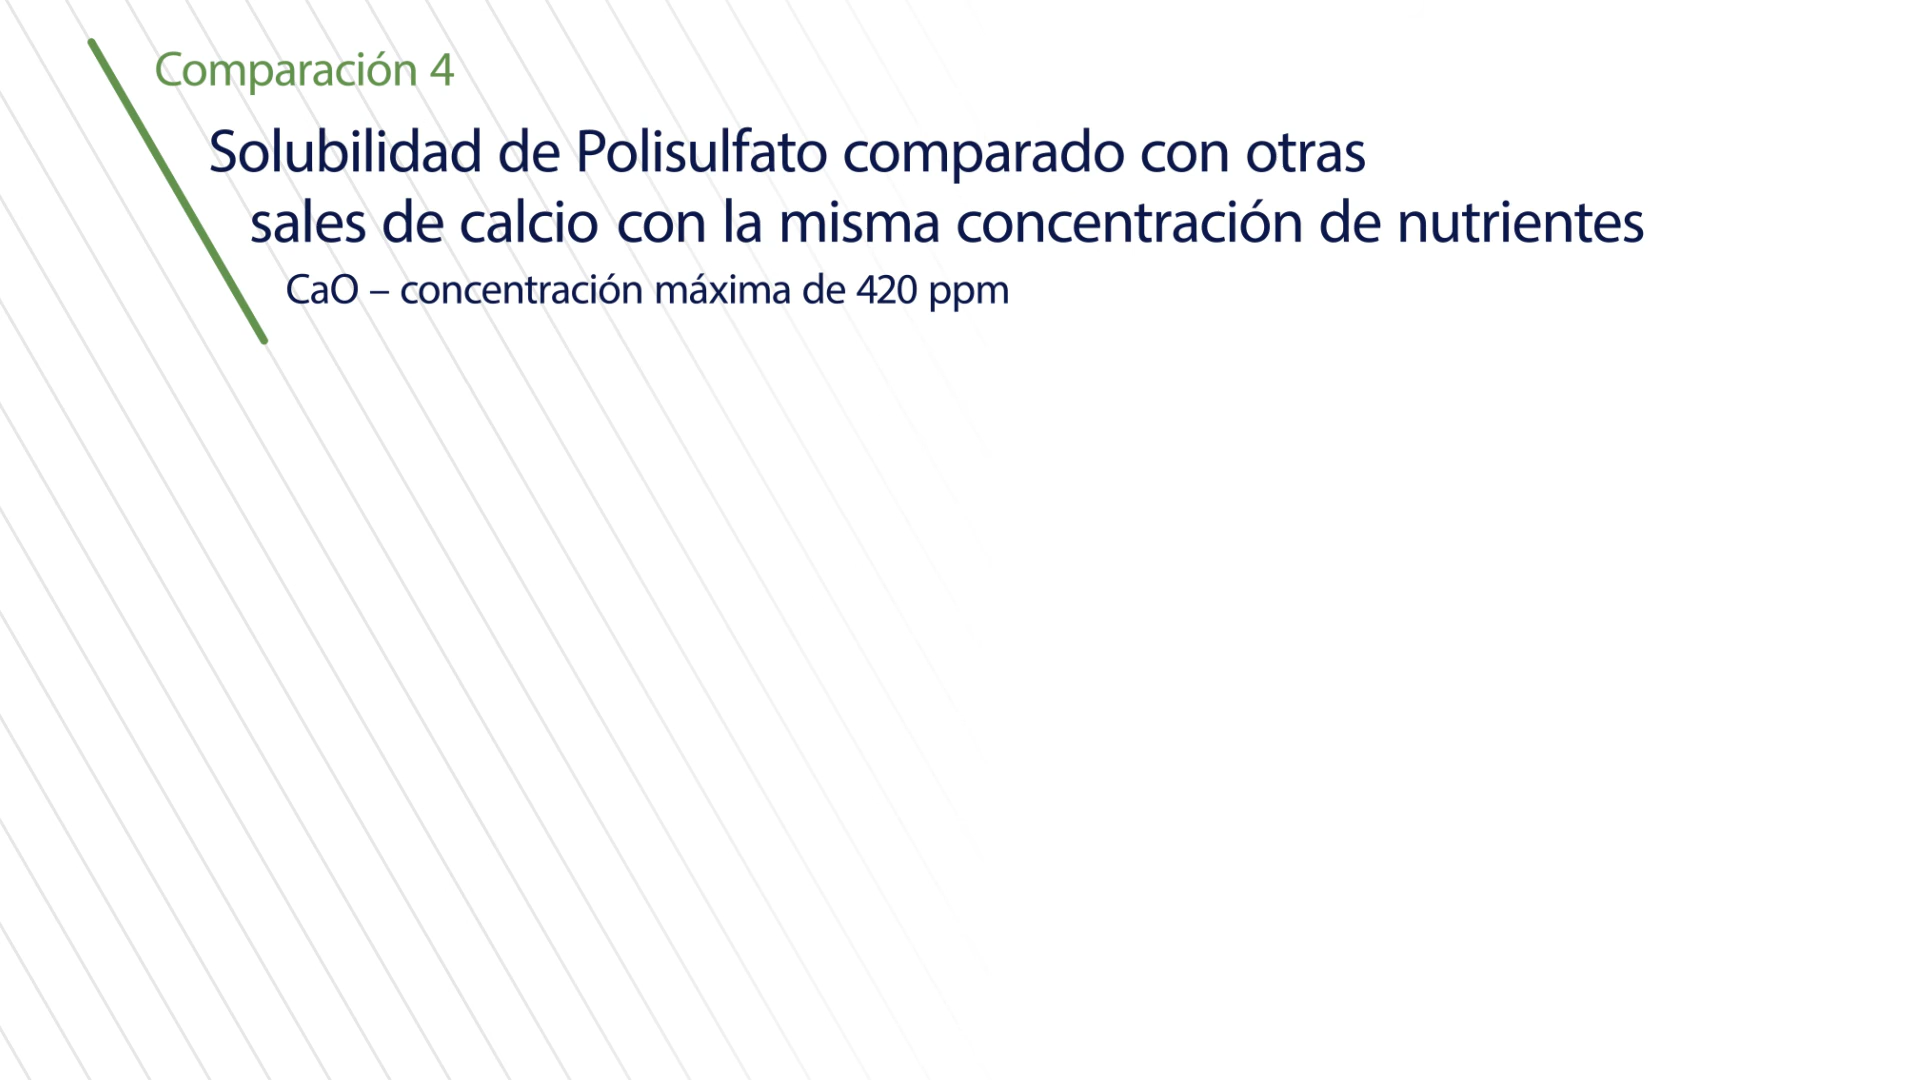 Comparación 4
Solubilidad de Polisulfato comparado con otras
sales de calcio con la misma concentración de nutrientes
CaO – concentración máxima de 420 ppm